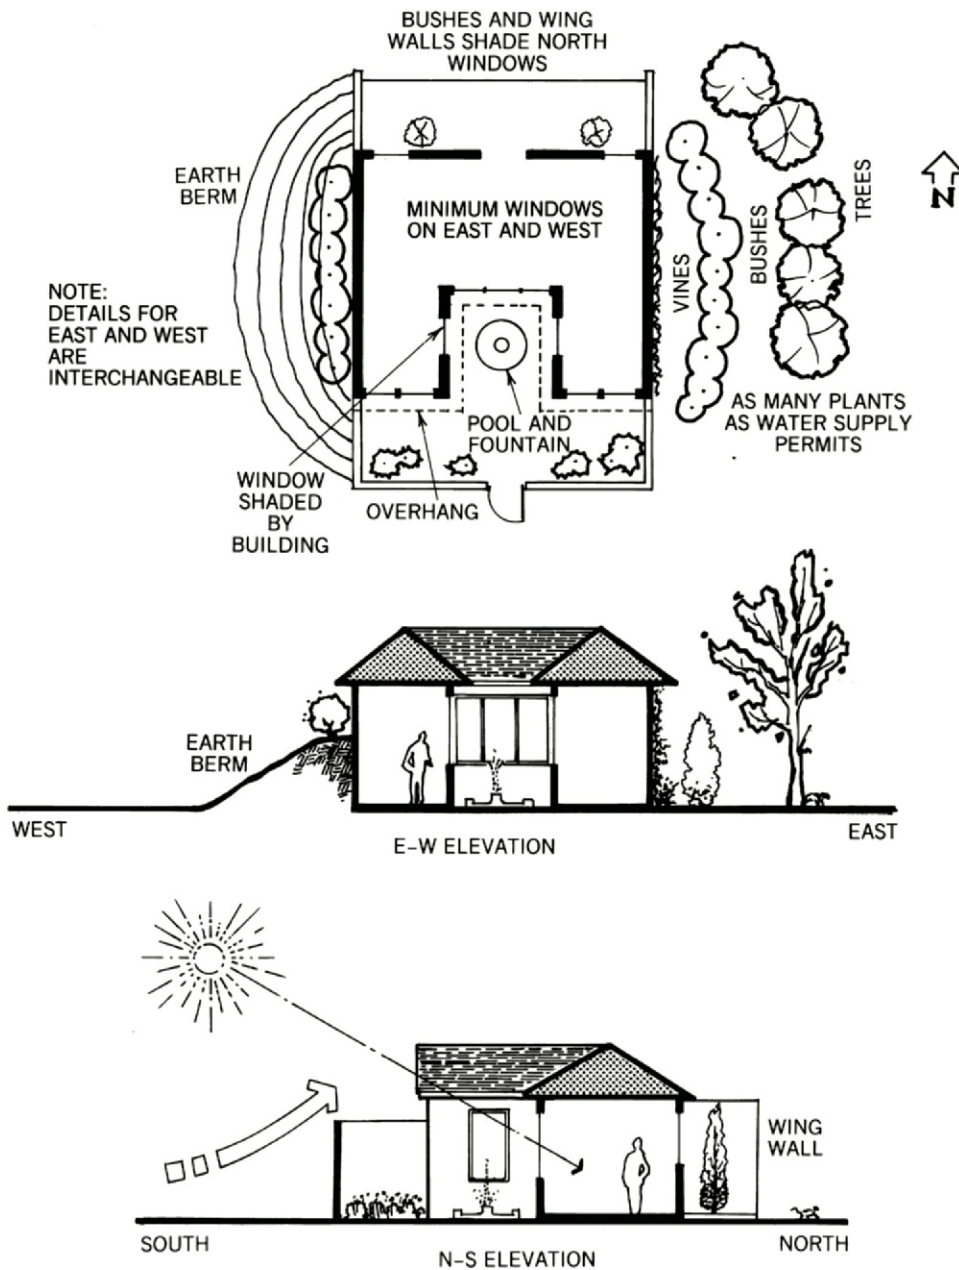 BUSHES AND WING
WALLS SHADE NORTH
WINDOWS
EARTH
BERM
MINIMUM WINDOWS
ON EAST AND WEST
VINES
BUSHES
TREES
N
NOTE:
DETAILS FOR
EAST AND WEST
ARE
INTERCHANGEABLE
AS MANY PLANTS
AS WATER SUPPLY
PERMITS
POOL AND
FOUNTAIN
WINDOW
SHADED
BY
BUILDING
OVERHANG
EARTH
BERM
WEST
EAST
E-W ELEVATION
WING
WALL
SOUTH
NORTH
N-S ELEVATION